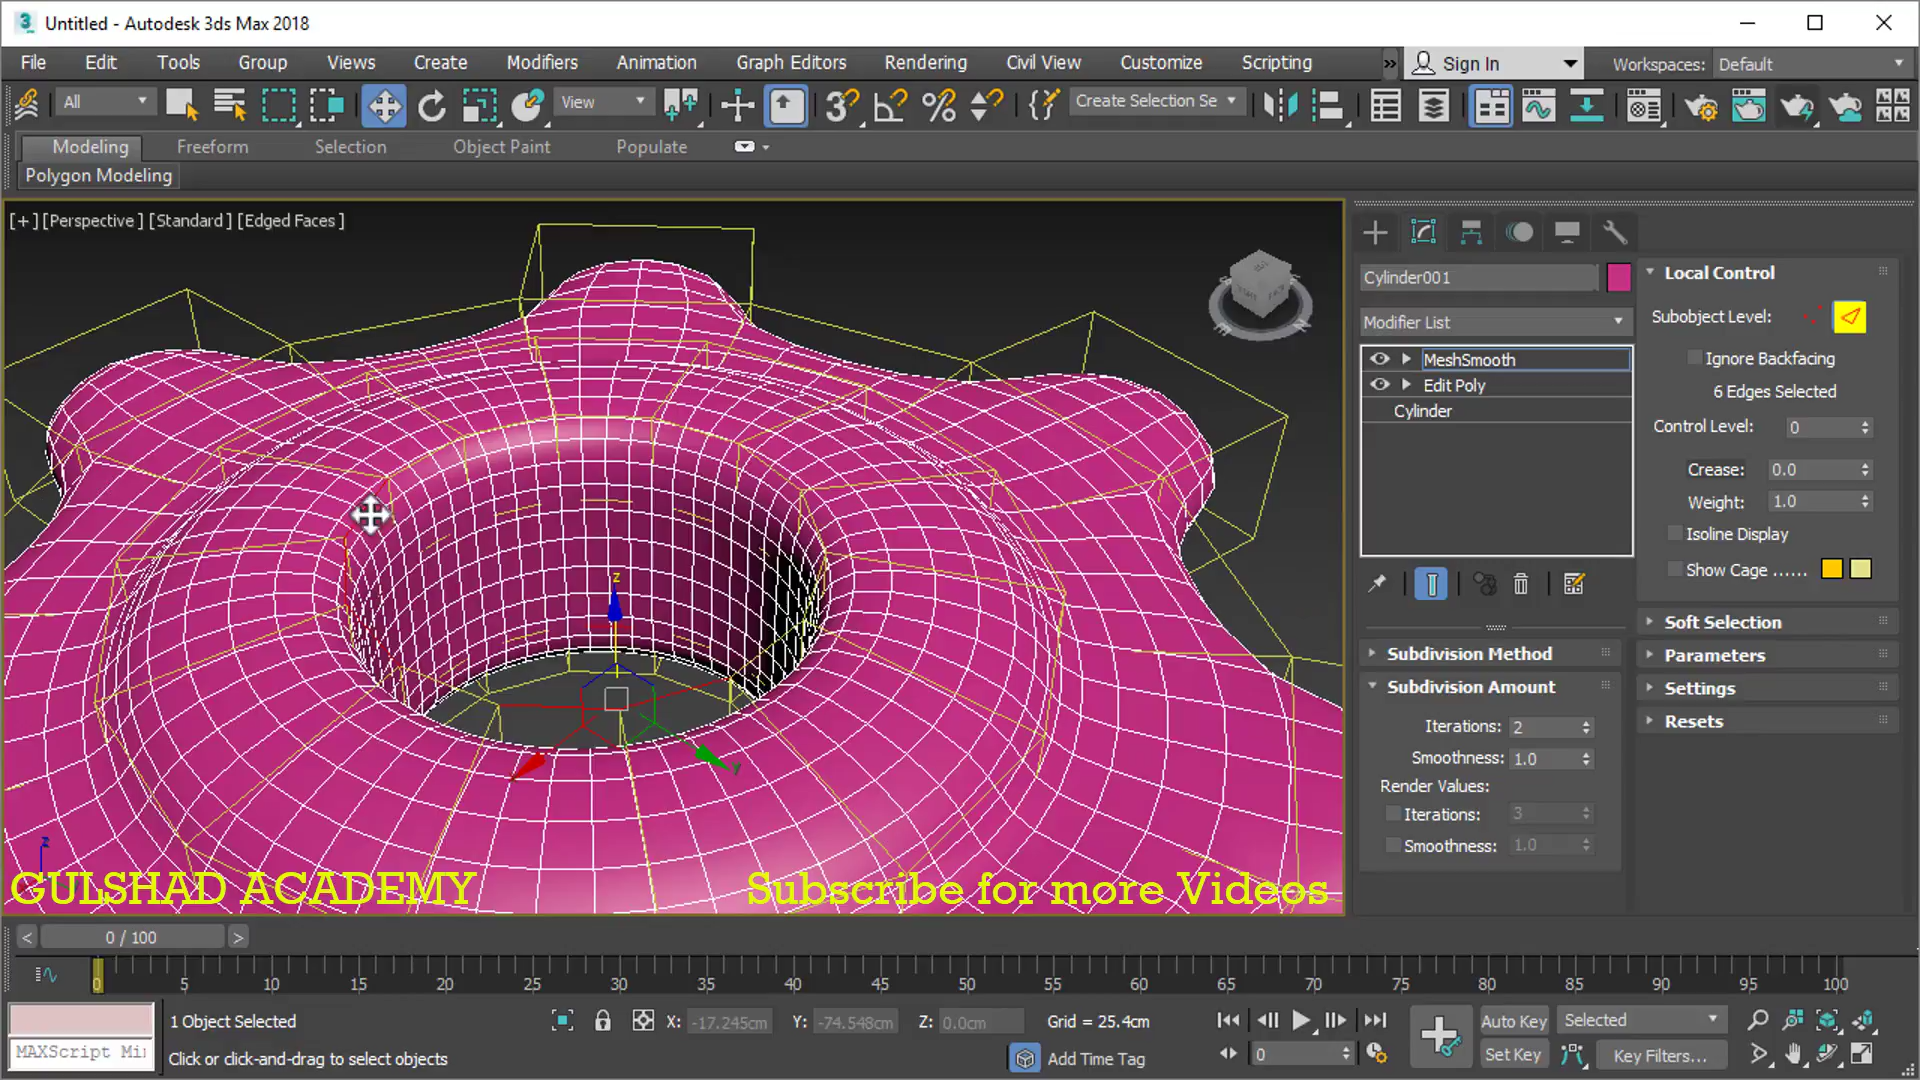 Untitled - Autodesk 3ds Max 2018
File Edit Tools Group Views Create Modifiers Animation Graph Editors Rendering Civil View Customize Scripting » Sign In Workspaces: Default
All View Create Selection Se
Modeling Freeform Selection Object Paint Populate
Polygon Modeling
[+] [Perspective] [Standard] [Edged Faces]
Cylinder001
Modifier List
MeshSmooth
Edit Poly
Cylinder
Subdivision Method
Subdivision Amount
Iterations: 2
Smoothness: 1.0
Render Values:
Iterations: 3
Smoothness: 1.0
Local Control
Subobject Level:
Ignore Backfacing
6 Edges Selected
Control Level: 0
Crease: 0.0
Weight: 1.0
Isoline Display
Show Cage ......
Soft Selection
Parameters
Settings
Resets
z
y
z
GULSHAD ACADEMY Subscribe for more Videos
< 0 / 100 >
0 5 10 15 20 25 30 35 40 45 50 55 60 65 70 75 80 85 90 95 100
1 Object Selected X: -17.245cm Y: -74.548cm Z: 0.0cm Grid = 25.4cm Auto Key Selected
MAXScript Mi Click or click-and-drag to select objects Add Time Tag 0 Set Key Key Filters...